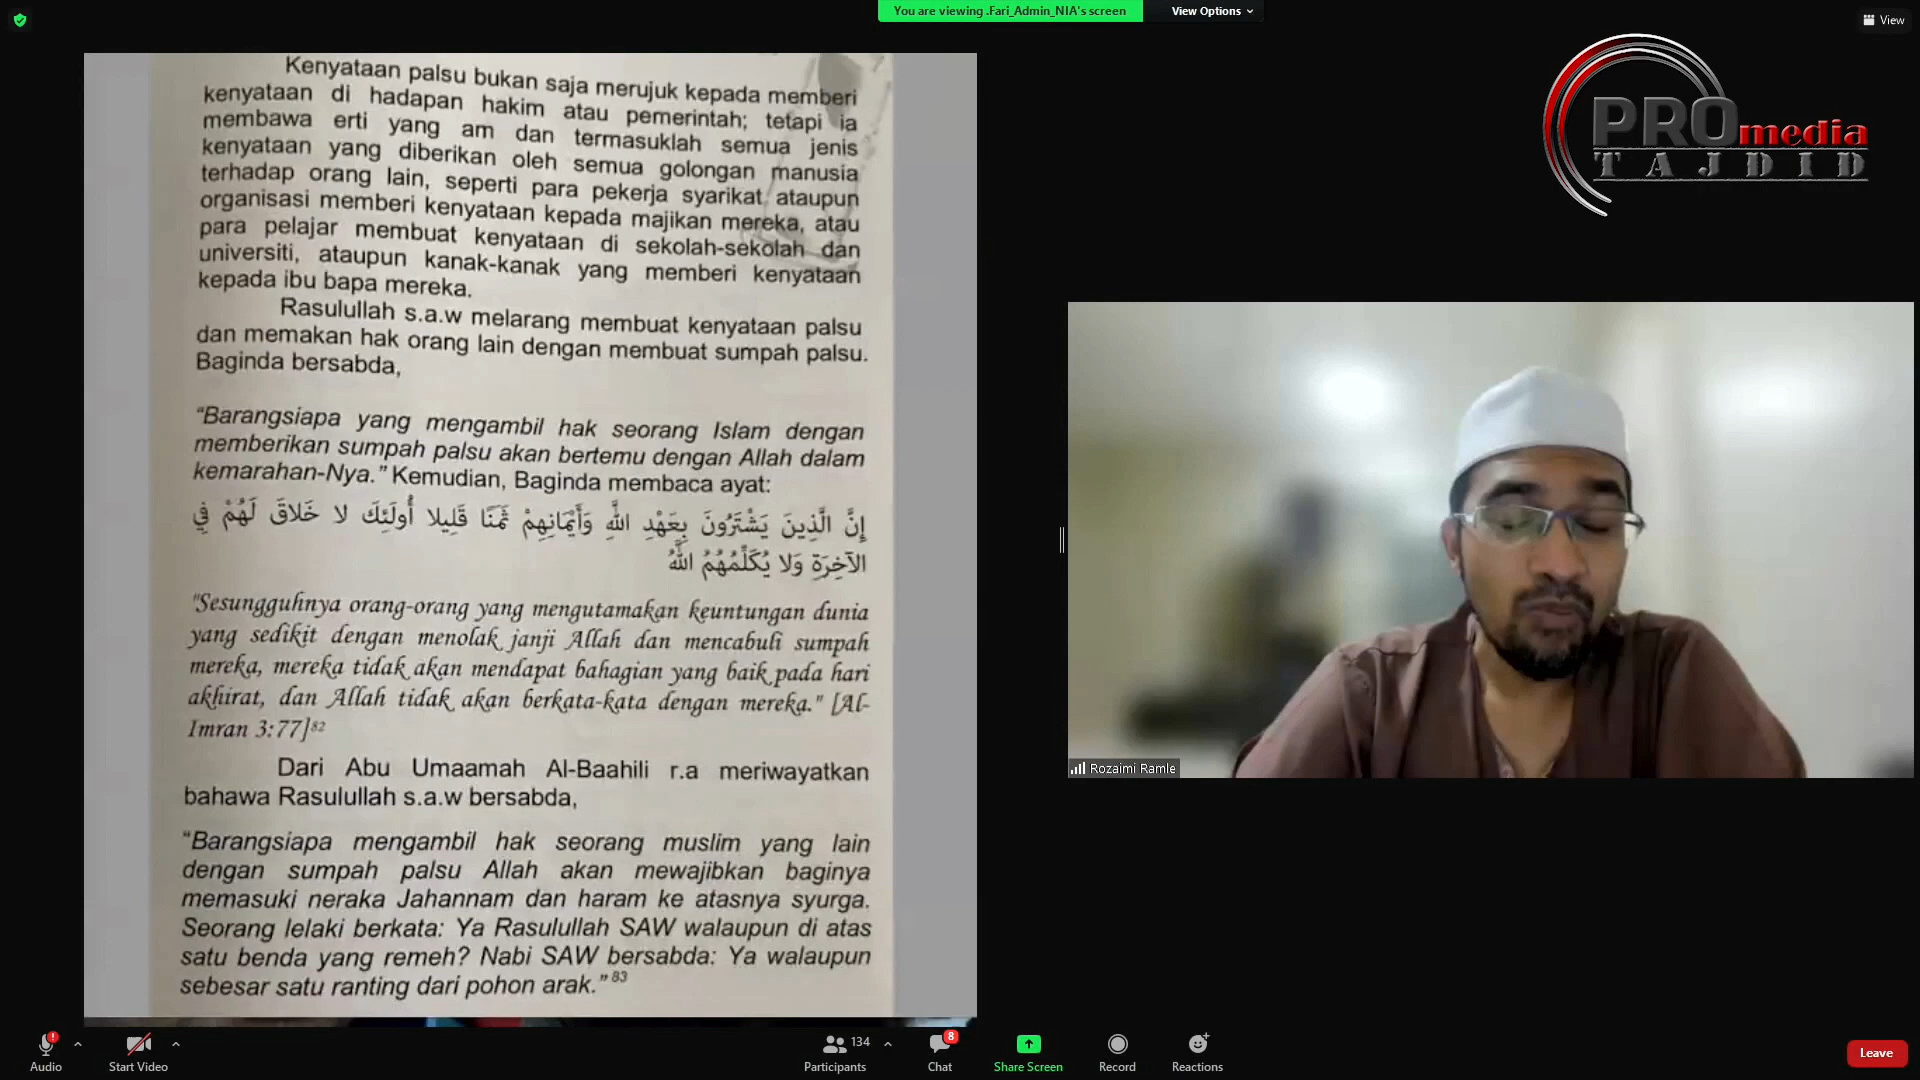 You are viewing .Fari_Admin_NIA's screen
View Options
View
PROmedia
TAJDID
Kenyataan palsu bukan saja merujuk kepada memberi
kenyataan di hadapan hakim atau pemerintah; tetapi ia
membawa erti yang am dan termasuklah semua jenis
kenyataan yang diberikan oleh semua golongan manusia
terhadap orang lain, seperti para pekerja syarikat ataupun
organisasi memberi kenyataan kepada majikan mereka, atau
para pelajar membuat kenyataan di sekolah-sekolah dan
universiti, ataupun kanak-kanak yang memberi kenyataan
kepada ibu bapa mereka.
Rasulullah s.a.w melarang membuat kenyataan palsu
dan memakan hak orang lain dengan membuat sumpah palsu.
Baginda bersabda,
“Barangsiapa yang mengambil hak seorang Islam dengan
memberikan sumpah palsu akan bertemu dengan Allah dalam
kemarahan-Nya.” Kemudian, Baginda membaca ayat:
إِنَّ الَّذِينَ يَشْتَرُونَ بِعَهْدِ اللَّهِ وَأَيْمَانِهِمْ ثَمَنًا قَلِيلا أُولَئِكَ لا خَلاقَ لَهُمْ فِي
الآخِرَةِ وَلا يُكَلِّمُهُمُ اللَّهُ
"Sesungguhnya orang-orang yang mengutamakan keuntungan dunia
yang sedikit dengan menolak janji Allah dan mencabuli sumpah
mereka, mereka tidak akan mendapat bahagian yang baik pada hari
akhirat, dan Allah tidak akan berkata-kata dengan mereka." [Al-
Imran 3:77]82
Dari Abu Umaamah Al-Baahili r.a meriwayatkan
bahawa Rasulullah s.a.w bersabda,
“Barangsiapa mengambil hak seorang muslim yang lain
dengan sumpah palsu Allah akan mewajibkan baginya
memasuki neraka Jahannam dan haram ke atasnya syurga.
Seorang lelaki berkata: Ya Rasulullah SAW walaupun di atas
satu benda yang remeh? Nabi SAW bersabda: Ya walaupun
sebesar satu ranting dari pohon arak.”83
Rozaimi Ramle
Audio
Start Video
134
Participants
8
Chat
Share Screen
Record
Reactions
Leave